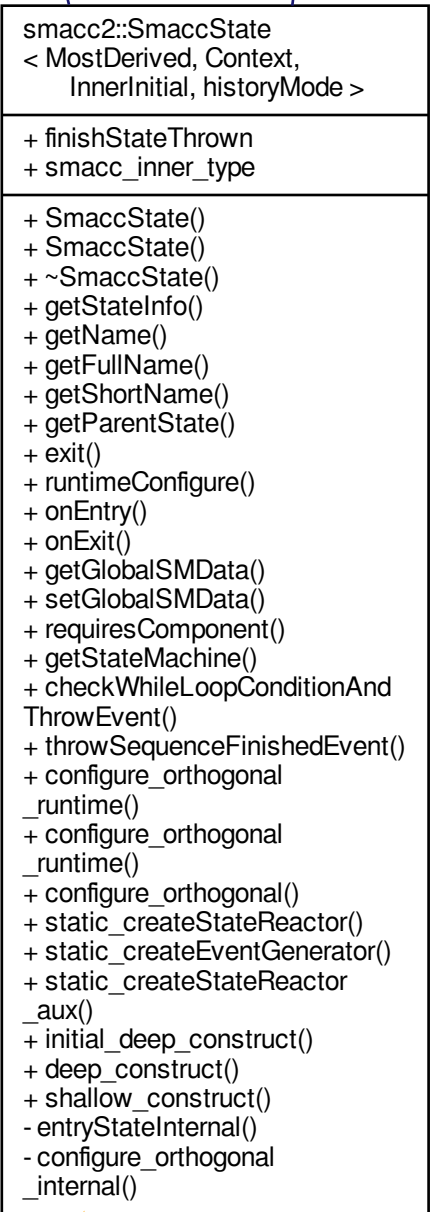 smacc2::SmaccState
< MostDerived, Context,
InnerInitial, historyMode >
+ finishStateThrown
+ smacc_inner_type
+ SmaccState()
+ SmaccState()
+ ~SmaccState()
+ getStateInfo()
+ getName()
+ getFullName()
+ getShortName()
+ getParentState()
+ exit()
+ runtimeConfigure()
+ onEntry()
+ onExit()
+ getGlobalSMData()
+ setGlobalSMData()
+ requiresComponent()
+ getStateMachine()
+ checkWhileLoopConditionAnd
ThrowEvent()
+ throwSequenceFinishedEvent()
+ configure_orthogonal
_runtime()
+ configure_orthogonal
_runtime()
+ configure_orthogonal()
+ static_createStateReactor()
+ static_createEventGenerator()
+ static_createStateReactor
_aux()
+ initial_deep_construct()
+ deep_construct()
+ shallow_construct()
- entryStateInternal()
- configure_orthogonal
_internal()